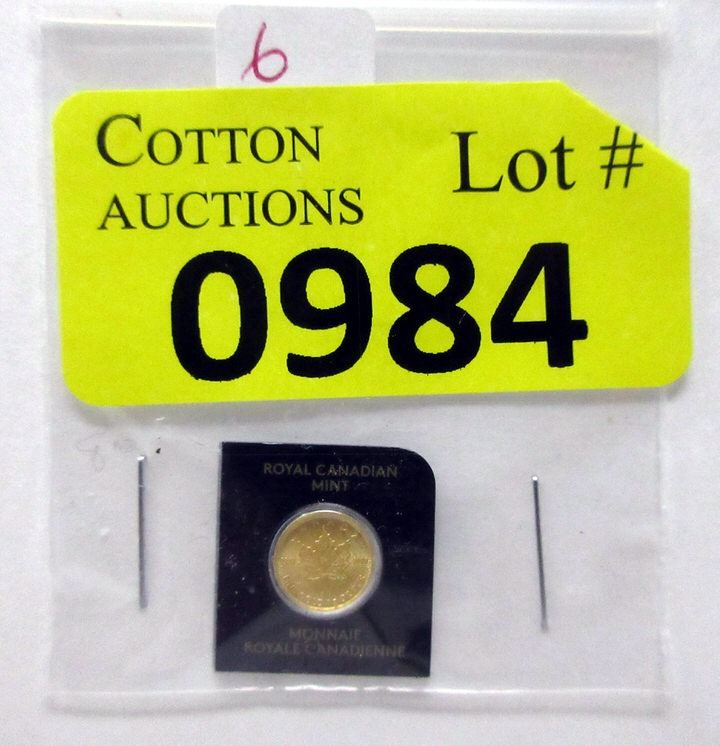 6
COTTON
AUCTIONS
Lot #
0984
ROYAL CANADIAN
MINT
MONNAIE
ROYALE CANADIENNE